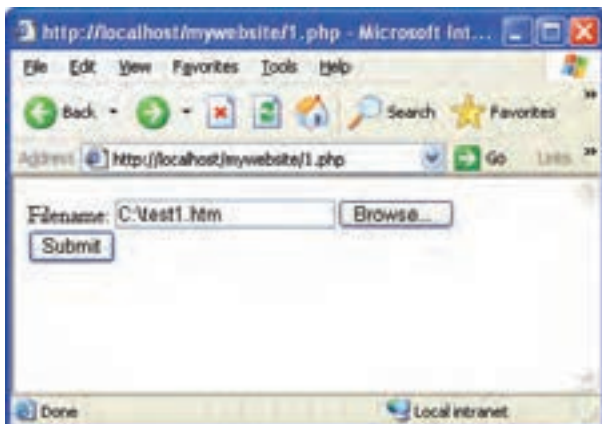 http://localhost/mywebsite/1.php - Microsoft Int...
File Edit View Favorites Tools Help
Back Search Favorites
Address http://localhost/mywebsite/1.php Go Links
Filename: C:\test1.htm Browse...
Submit
Done Local intranet